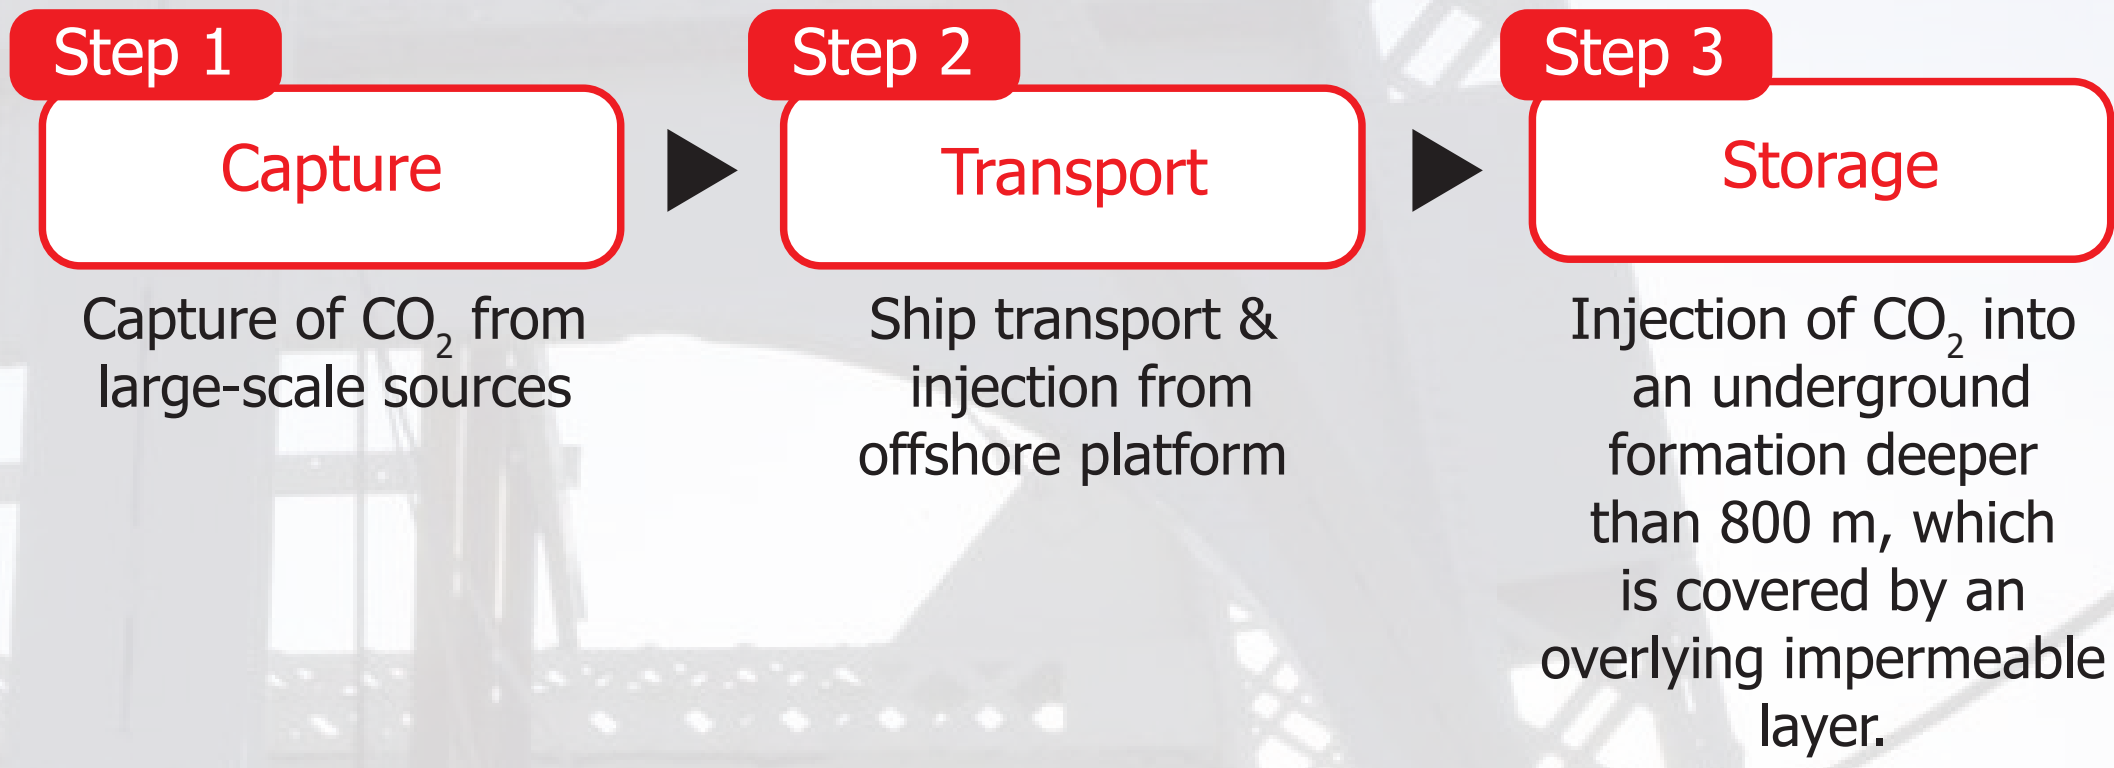 Step 1
Capture
Capture of CO₂ from
large-scale sources
Step 2
Transport
Ship transport &
injection from
offshore platform
Step 3
Storage
Injection of CO₂ into
an underground
formation deeper
than 800 m, which
is covered by an
overlying impermeable
layer.